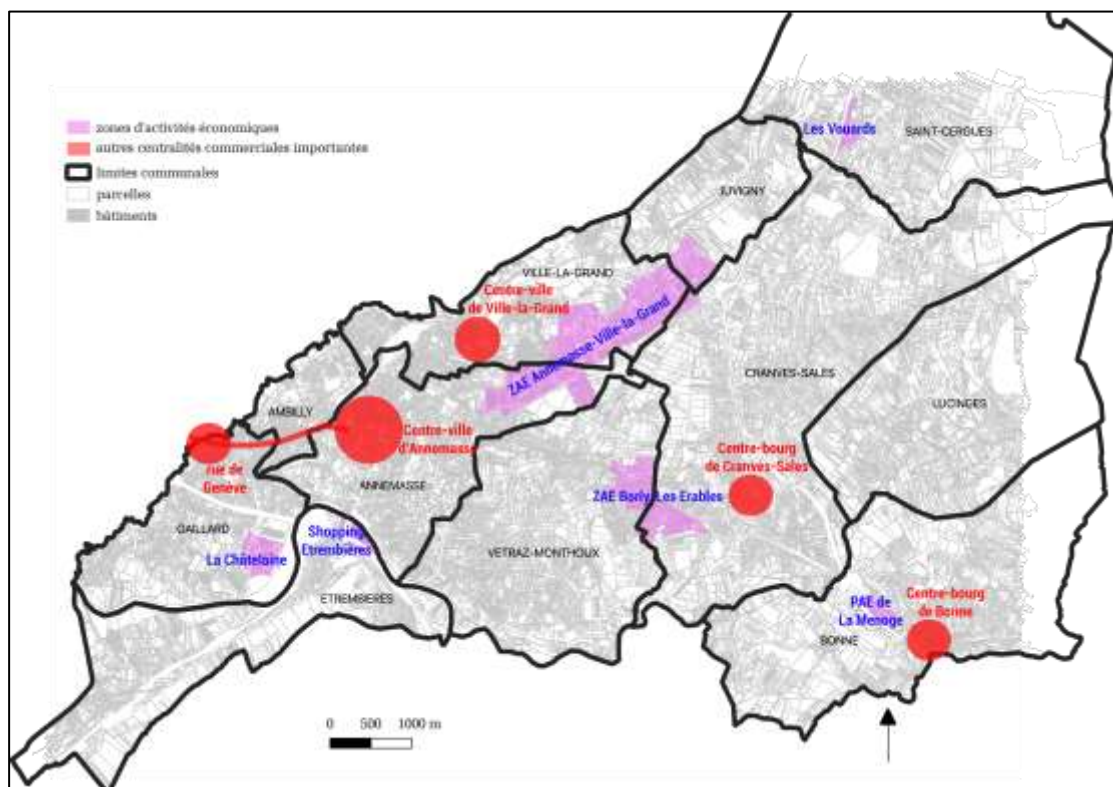 zones d'activités économiques
autres centralités commerciales importantes
limites communales
parcelles
bâtiments
Les Vouards
SAINT-CERGUES
JUVIGNY
VILLE-LA-GRAND
Centre-ville
de Ville-la-Grand
ZAE Annemasse-Ville-la-Grand
CRANVES-SALES
LUCINGES
AMBILLY
Centre-ville
d'Annemasse
rue de
Genève
ANNEMASSE
Centre-bourg
de Cranves-Sales
ZAE Borly Les Erables
GAILLARD
La Châtelaine
Shopping
Etrembières
VETRAZ-MONTHOUX
ETREMBIERES
PAE de
La Menoge
Centre-bourg
de Bonne
BONNE
0 500 1000 m